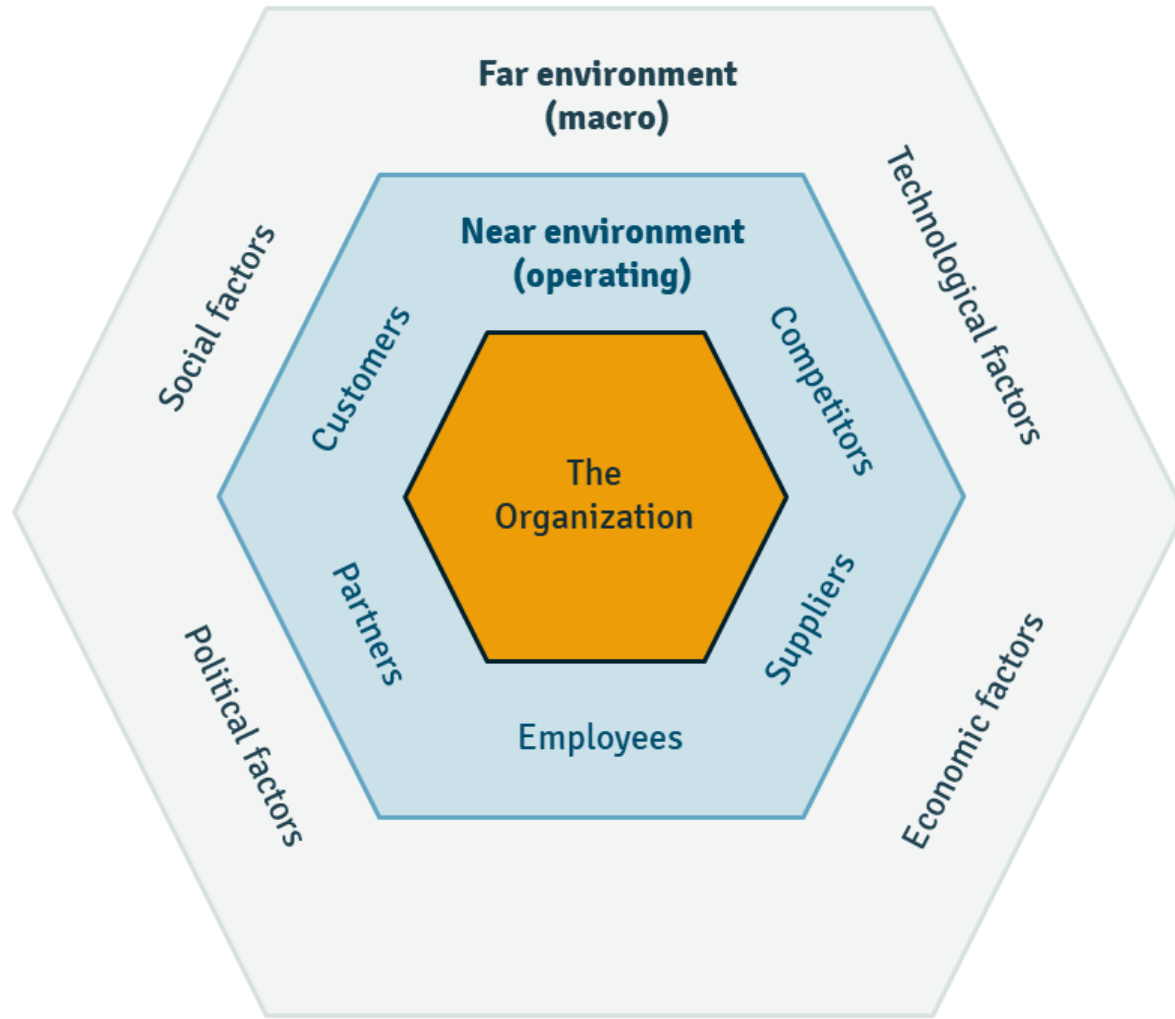 Far environment
(macro)
Technological factors
Social factors
Near environment
(operating)
Customers
Competitors
The
Organization
Partners
Suppliers
Political factors
Economic factors
Employees